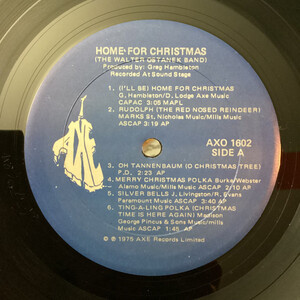 HOME FOR CHRISTMAS
(THE WALTER OSTANEK BAND)
Produced by: Greg Hambleton
Recorded At Sound Stage
1. (I'LL BE) HOME FOR CHRISTMAS
G. Hambleton/D. Lodge Axe Music
CAPAC 3:05 MAPL
2. RUDOLPH (THE RED NOSED REINDEER)
MARKS St. Nicholas Music/Mills Music
ASCAP 3:19 AP
AXE
AXO 1602
SIDE A
3. OH TANNENBAUM (O CHRISTMAS TREE)
P.D. 2:23 AP
4. MERRY CHRISTMAS POLKA Burke/Webster
Alamo Music/Mills Music ASCAP 2:10 AP
5. SILVER BELLS J. Livingston/R. Evans
Paramount Music ASCAP 3:48 AP
6. TING-A-LING POLKA (CHRISTMAS
TIME IS HERE AGAIN) Madison
George Pincus & Sons Music/Mills
Music ASCAP 1:45 AP
© ℗ 1975 AXE Records Limited